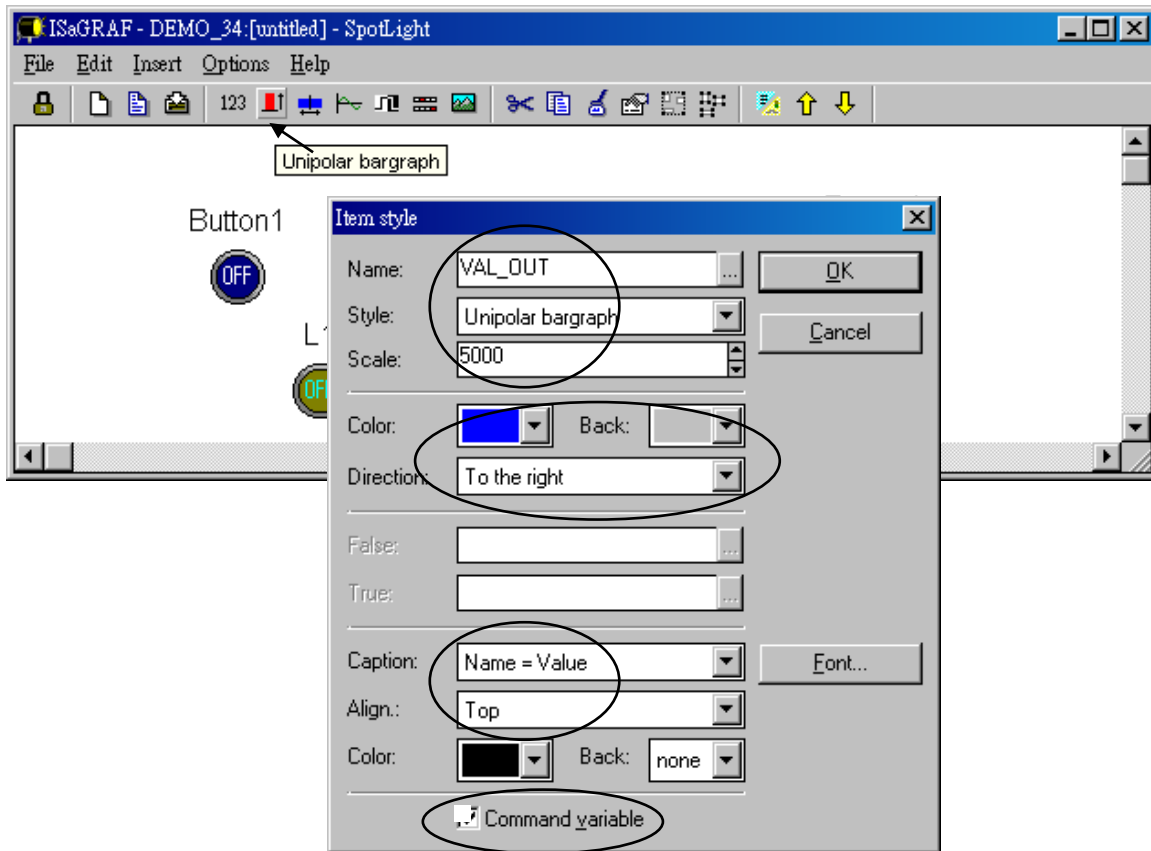 ISaGRAF - DEMO_34:[untitled] - SpotLight
File Edit Insert Options Help
123
Unipolar bargraph
Button1
OFF
L1
OFF
Item style
Name: VAL_OUT ... OK
Style: Unipolar bargraph Cancel
Scale: 5000
Color: Back:
Direction: To the right
False: ...
True: ...
Caption: Name = Value Font...
Align.: Top
Color: Back: none
Command variable